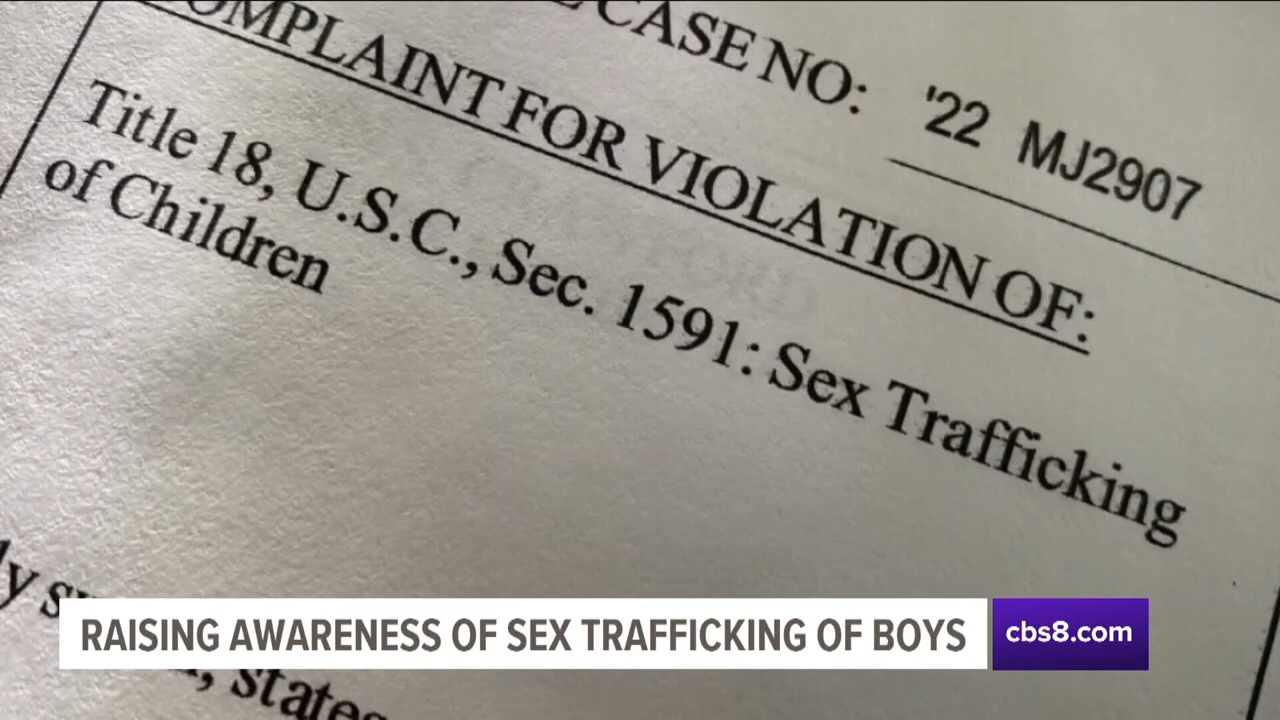 CASE NO: '22 MJ2907
COMPLAINT FOR VIOLATION OF:
Title 18, U.S.C., Sec. 1591: Sex Trafficking
of Children
states
RAISING AWARENESS OF SEX TRAFFICKING OF BOYS
cbs8.com